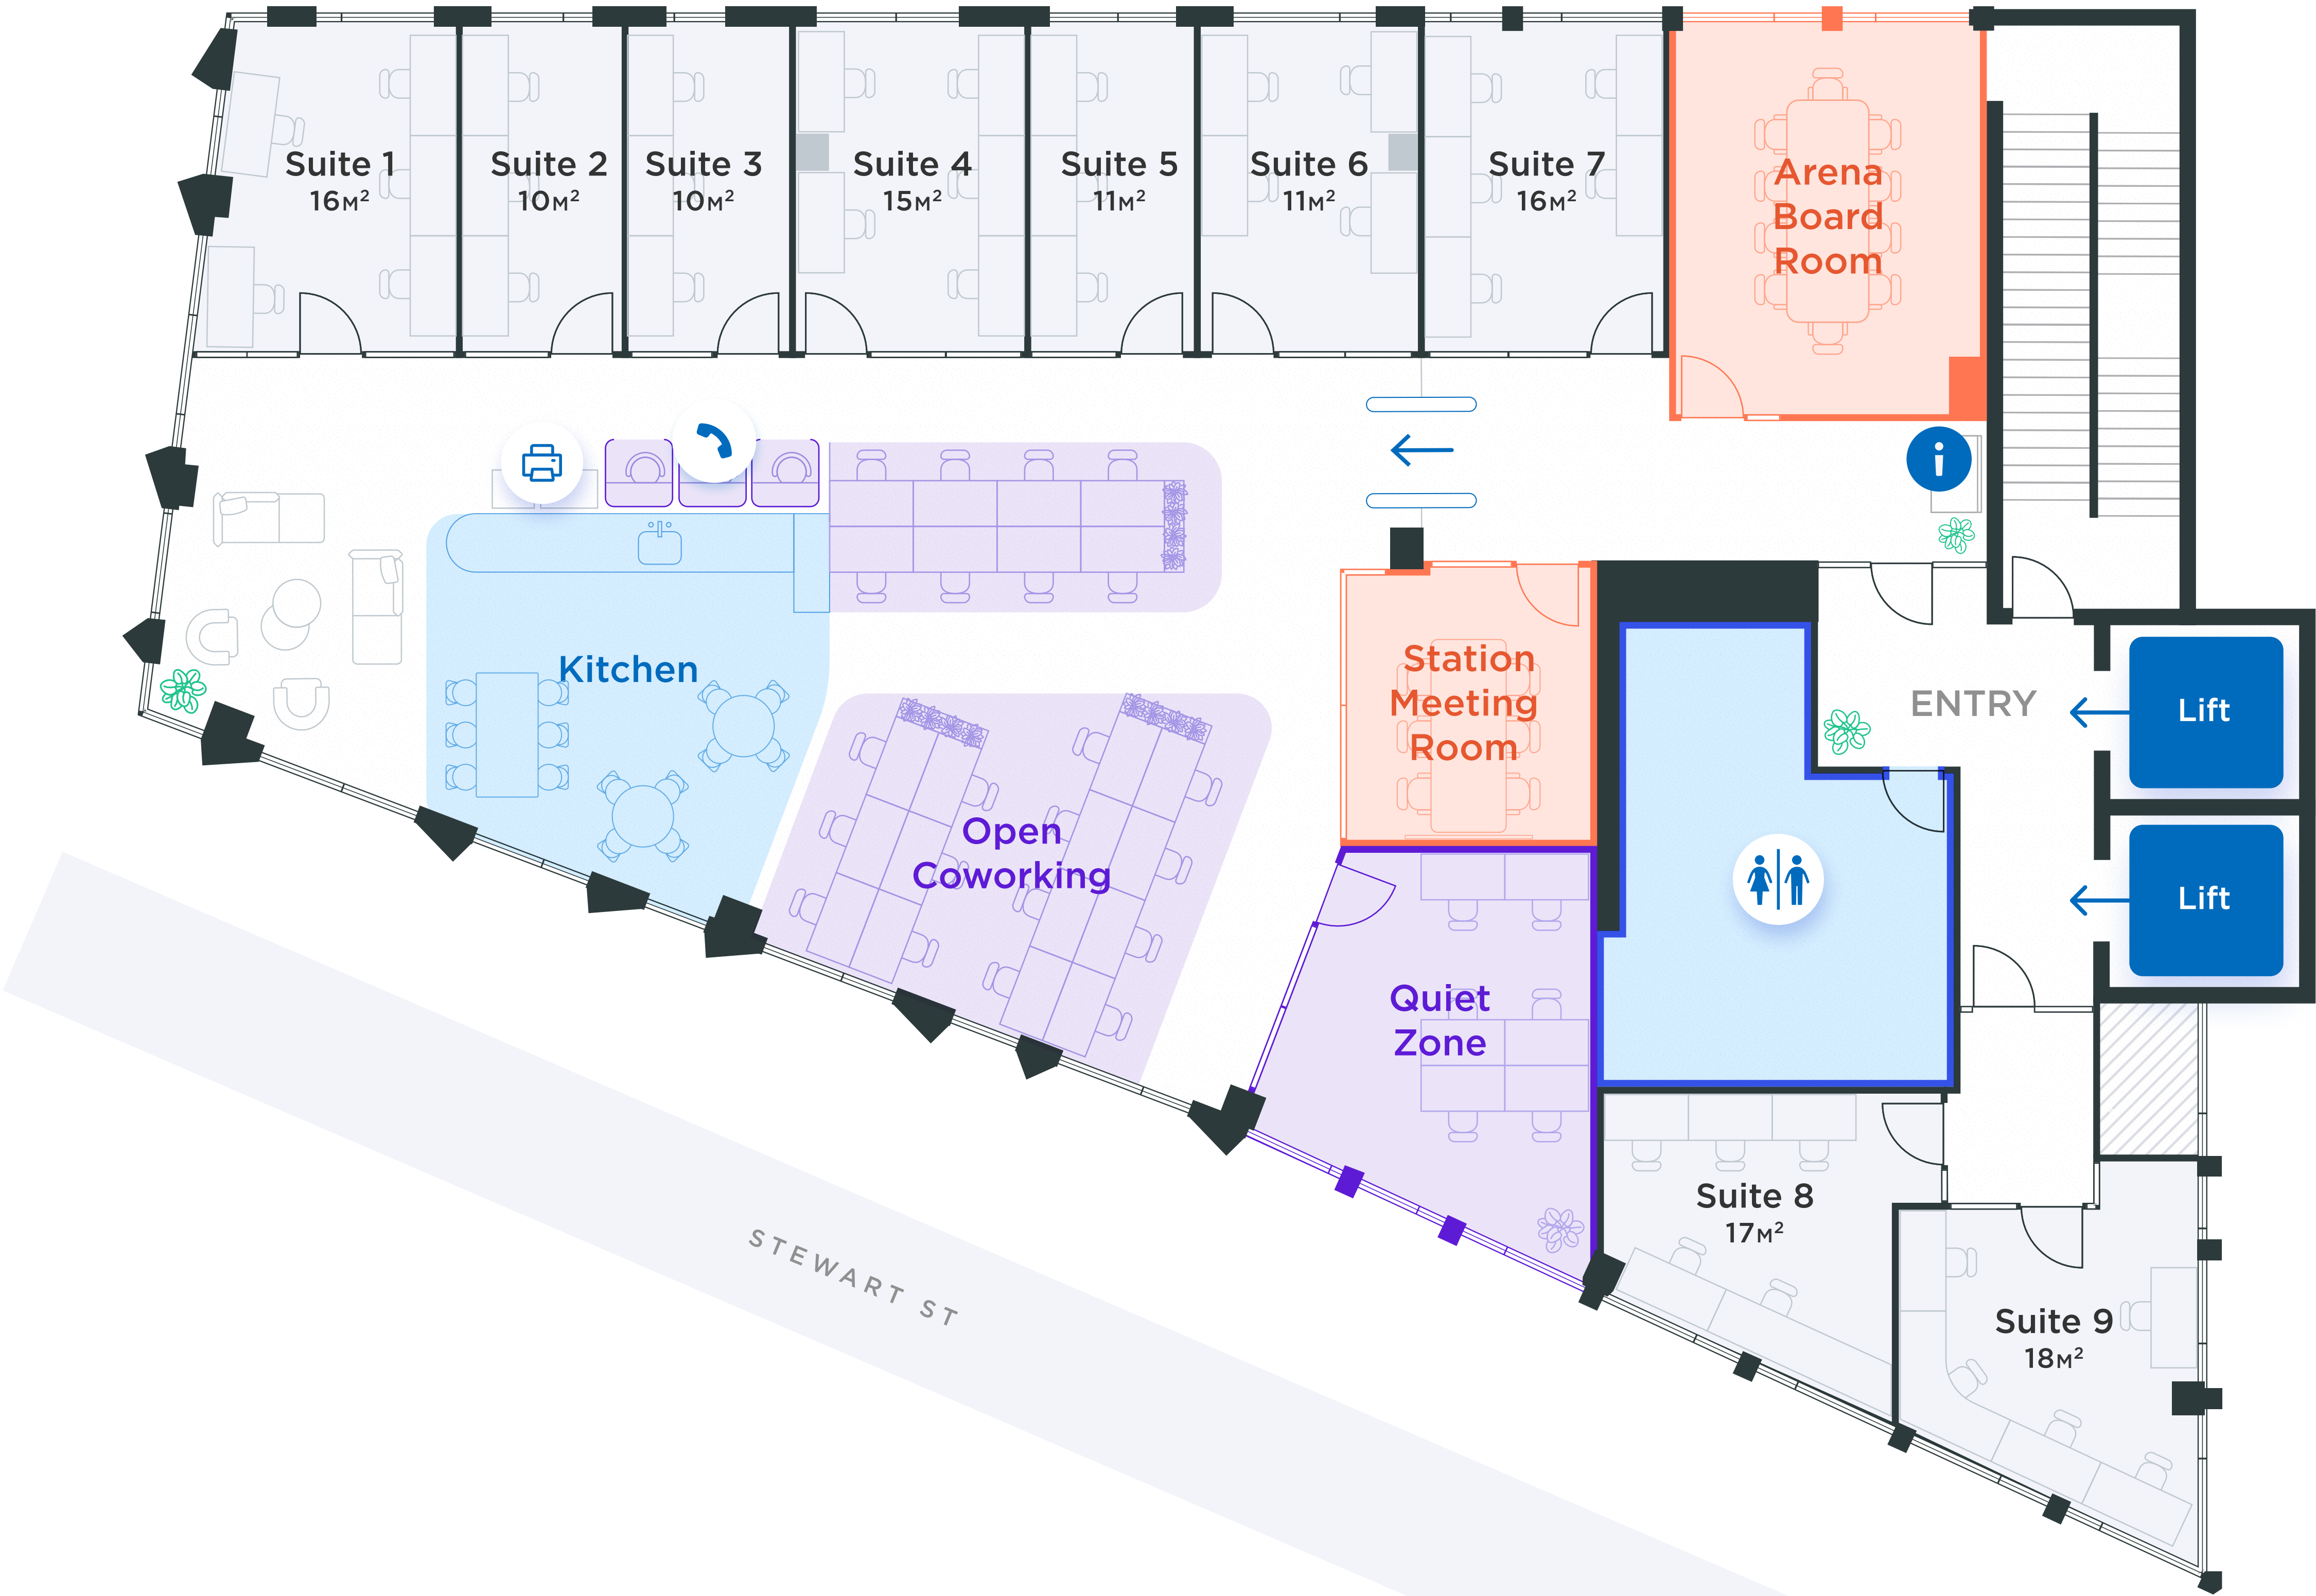 Suite 1
16M²
Suite 2
10M²
Suite 3
10M²
Suite 4
15M²
Suite 5
11M²
Suite 6
11M²
Suite 7
16M²
Arena
Board
Room
i
Kitchen
Station
Meeting
Room
ENTRY
Lift
Open
Coworking
Lift
Quiet
Zone
Suite 8
17M²
Suite 9
18M²
STEWART ST